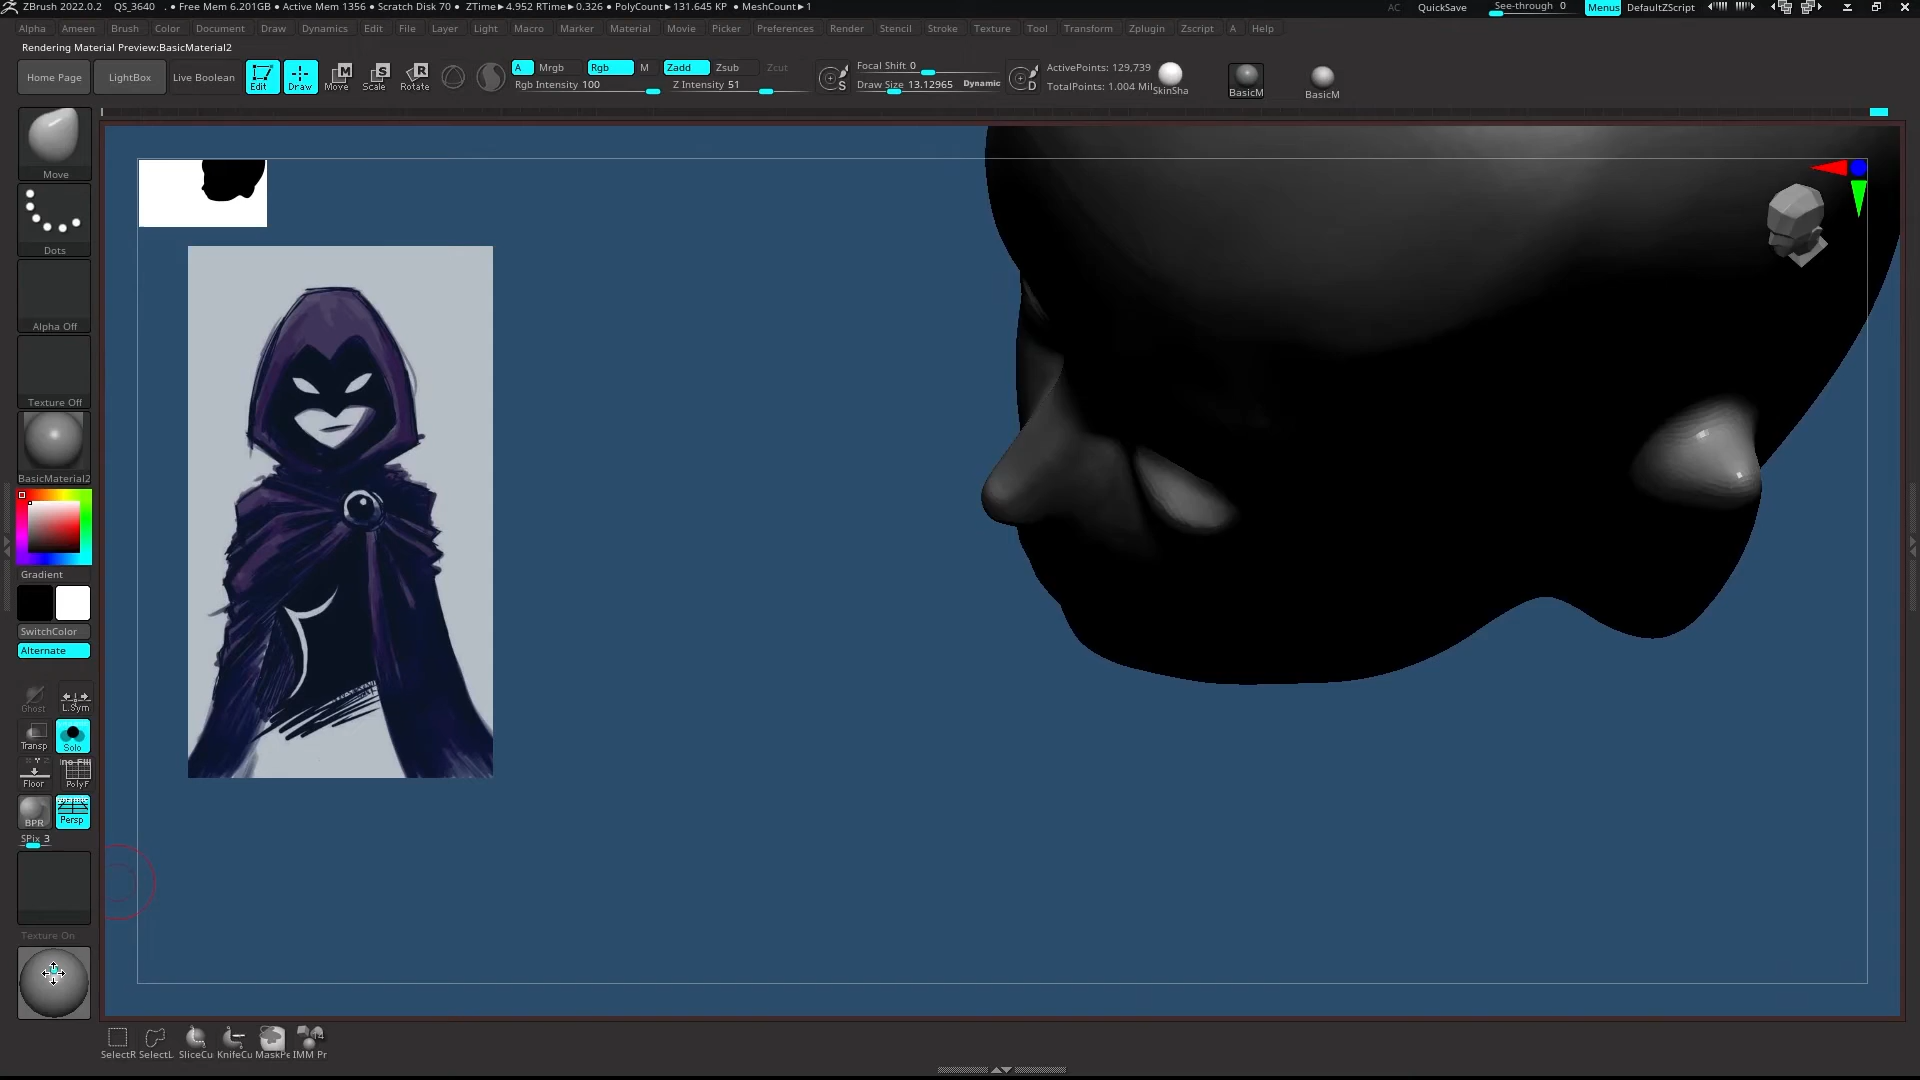 ZBrush 2022.0.2 QS_3640 . • Free Mem 6.201GB • Active Mem 1356 • Scratch Disk 70 • ZTime▸4.952 RTime▸0.326 • PolyCount▸131.645 KP • MeshCount▸1 AC QuickSave See-through 0 Menus DefaultZScript
Alpha Ameen Brush Color Document Draw Dynamics Edit File Layer Light Macro Marker Material Movie Picker Preferences Render Stencil Stroke Texture Tool Transform Zplugin Zscript A Help
Rendering Material Preview:BasicMaterial2
Home Page LightBox Live Boolean Edit Draw Move Scale Rotate
A Mrgb Rgb M Zadd Zsub Zcut
Rgb Intensity 100 Z Intensity 51
S
Focal Shift 0
Draw Size 13.12965 Dynamic
D
ActivePoints: 129,739
TotalPoints: 1.004 Mil
SkinSha BasicM BasicM
Move
Dots
Alpha Off
Texture Off
BasicMaterial2
Gradient
SwitchColor
Alternate
Ghost L.Sym
Transp Solo
Floor PolyF
BPR Persp
SPix 3
Texture On
SelectR SelectL SliceCu KnifeCu MaskPe IMM Pr
14